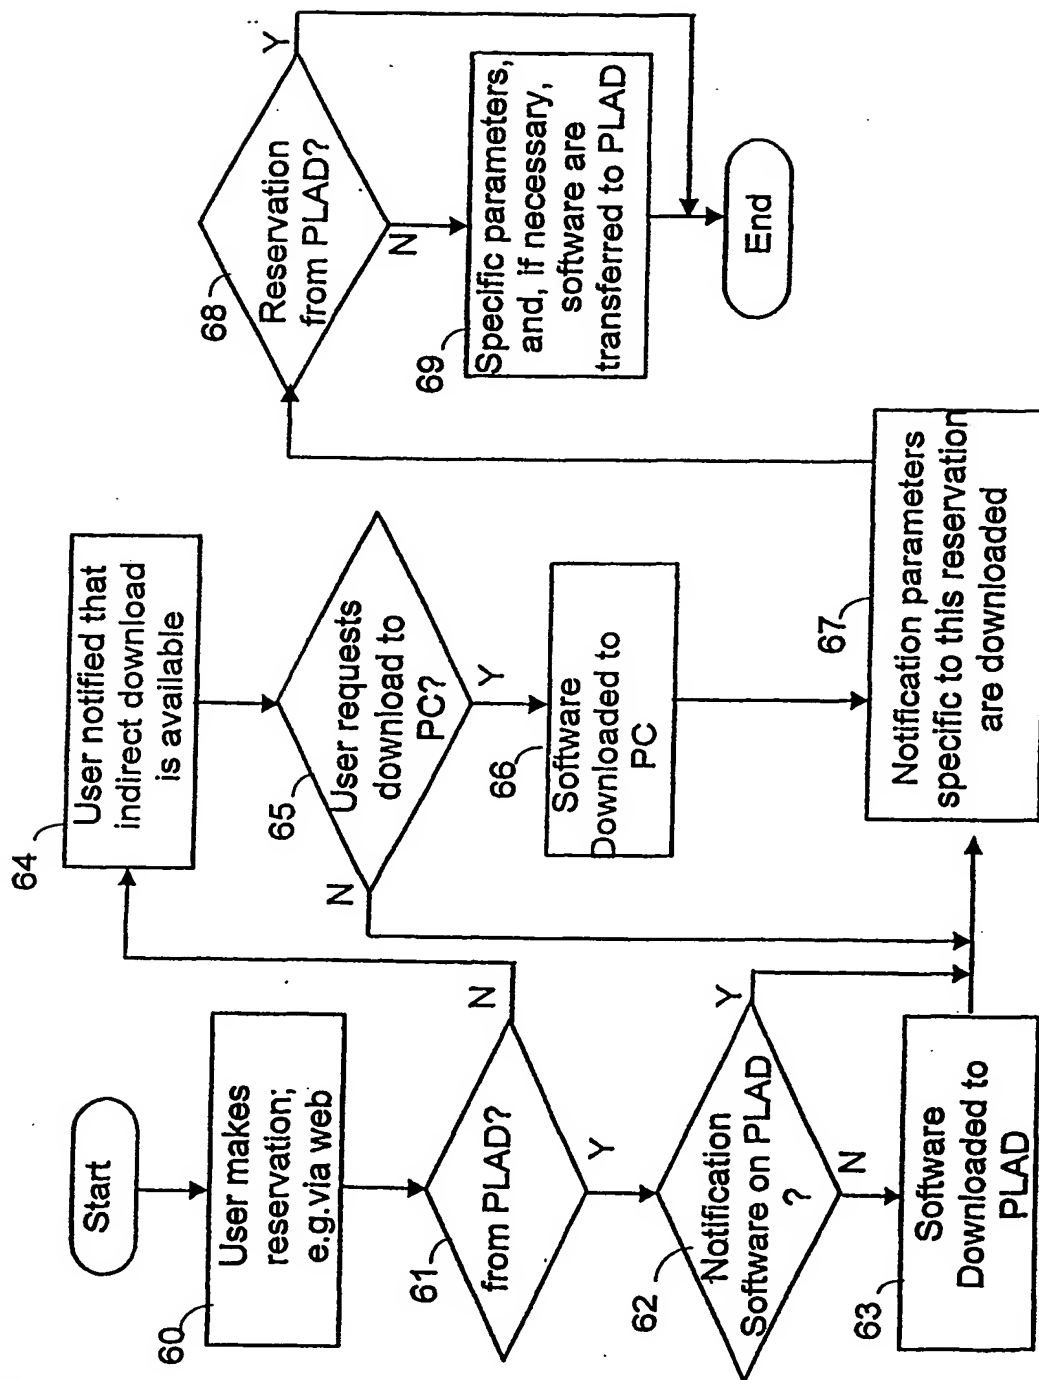 Start
60
User makes
reservation;
e.g.via web
61
from PLAD?
N
Y
62
Notification
Software on PLAD
?
Y
N
63
Software
Downloaded to
PLAD
64
User notified that
indirect download
is available
65
User requests
download to
PC?
N
Y
66
Software
Downloaded to
PC
67
Notification parameters
specific to this reservation
are downloaded
68
Reservation
from PLAD?
Y
N
69
Specific parameters,
and, if necessary,
software are
transferred to PLAD
End